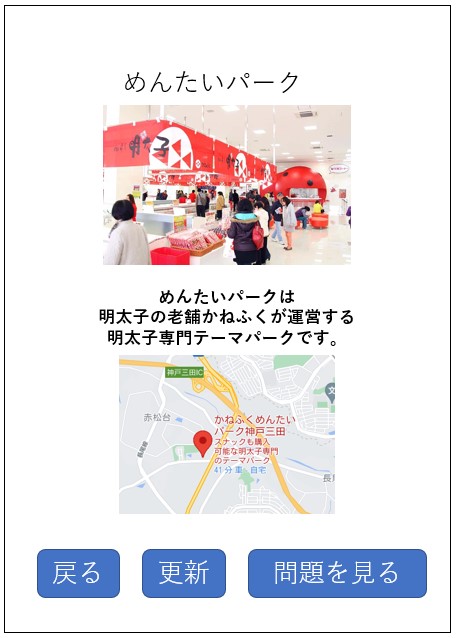 めんたいパーク
明太子
明太子
めんたいパークは
明太子の老舗かねふくが運営する
明太子専門テーマパークです。
神戸三田IC
赤松台
かねふくめんたい
パーク神戸三田
スナックも購入
可能な明太子専門
のテーマパーク
41 分 車 - 自宅
戻る
更新
問題を見る